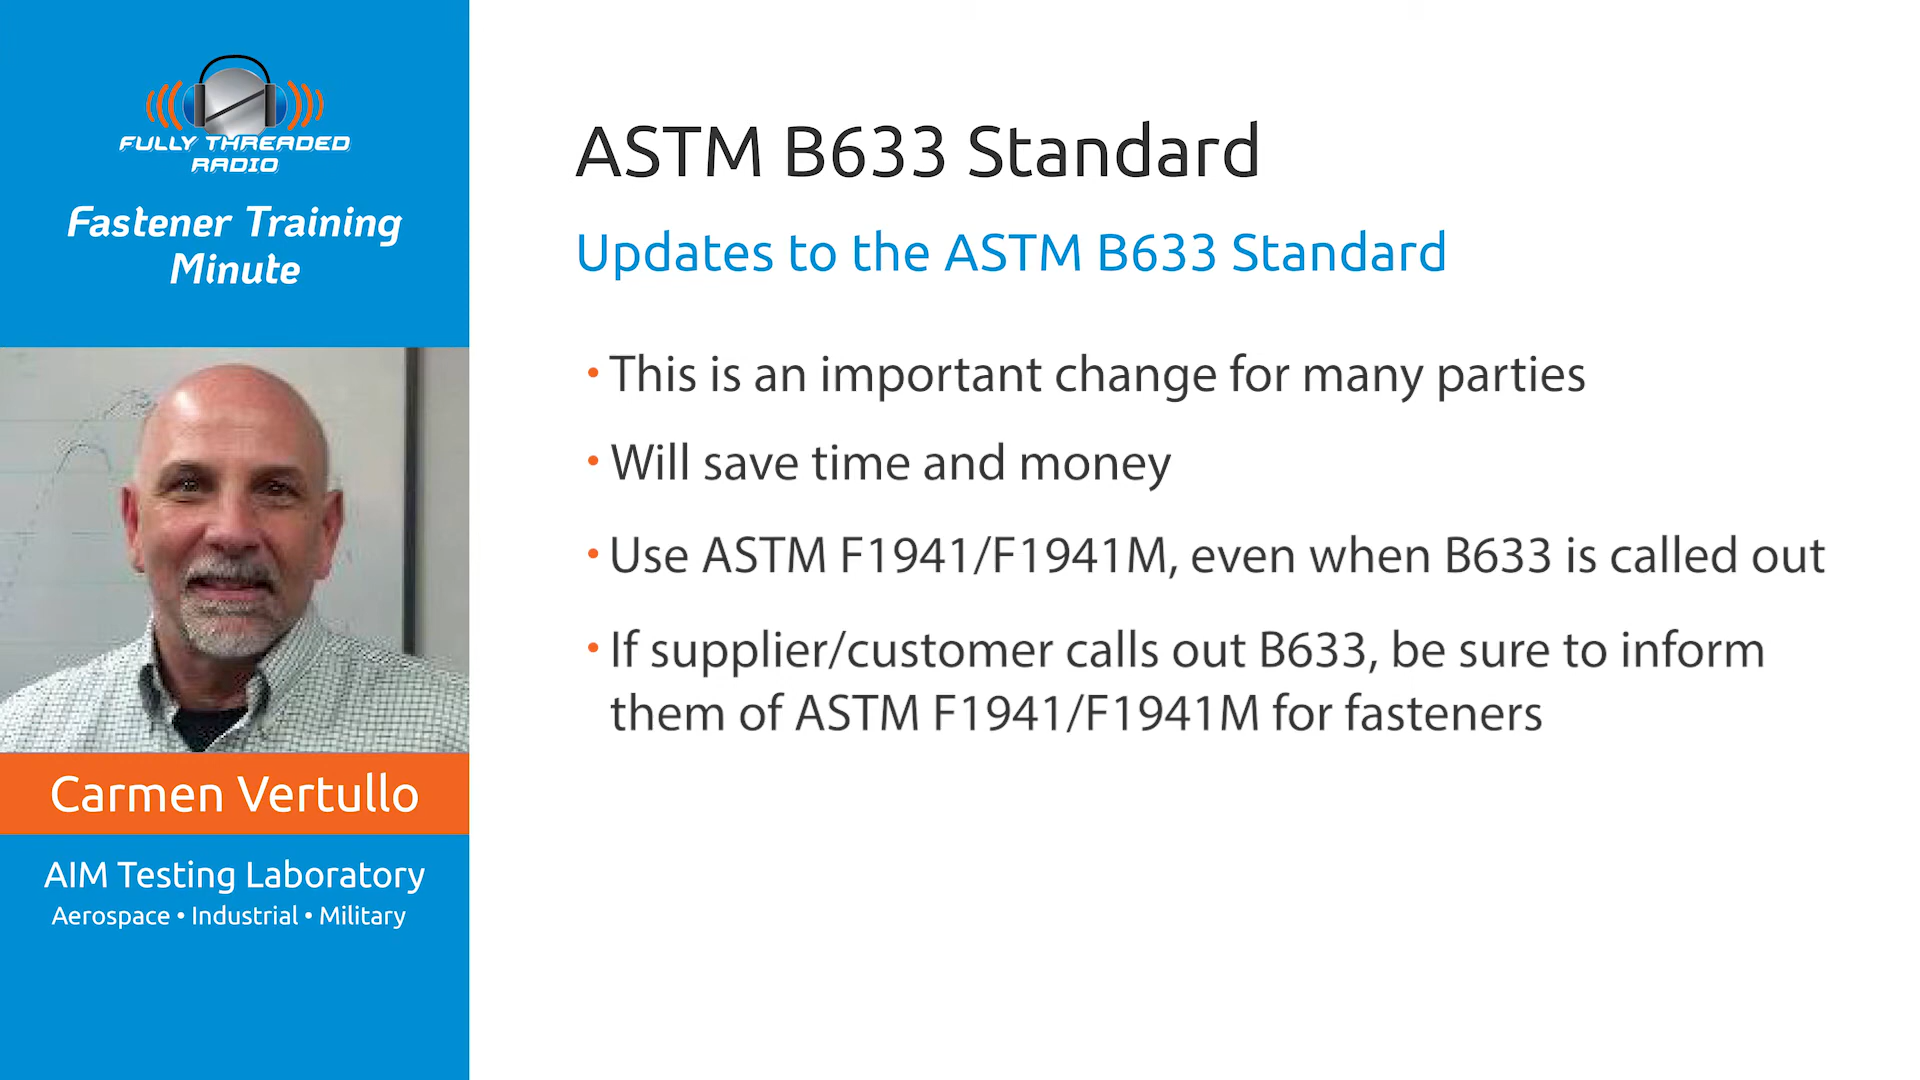 FULLY THREADED
RADIO
Fastener Training
Minute
Carmen Vertullo
AIM Testing Laboratory
Aerospace • Industrial • Military
ASTM B633 Standard
Updates to the ASTM B633 Standard
• This is an important change for many parties
• Will save time and money
• Use ASTM F1941/F1941M, even when B633 is called out
• If supplier/customer calls out B633, be sure to inform
them of ASTM F1941/F1941M for fasteners